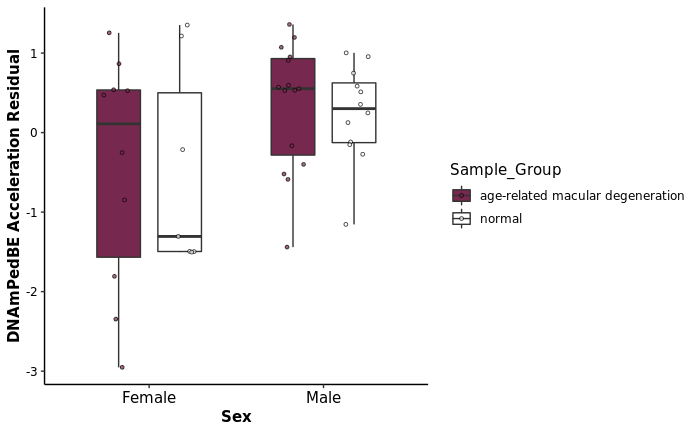 DNAmPedBE Acceleration Residual
1
0
-1
-2
-3
Female
Male
Sex
Sample_Group
age-related macular degeneration
normal